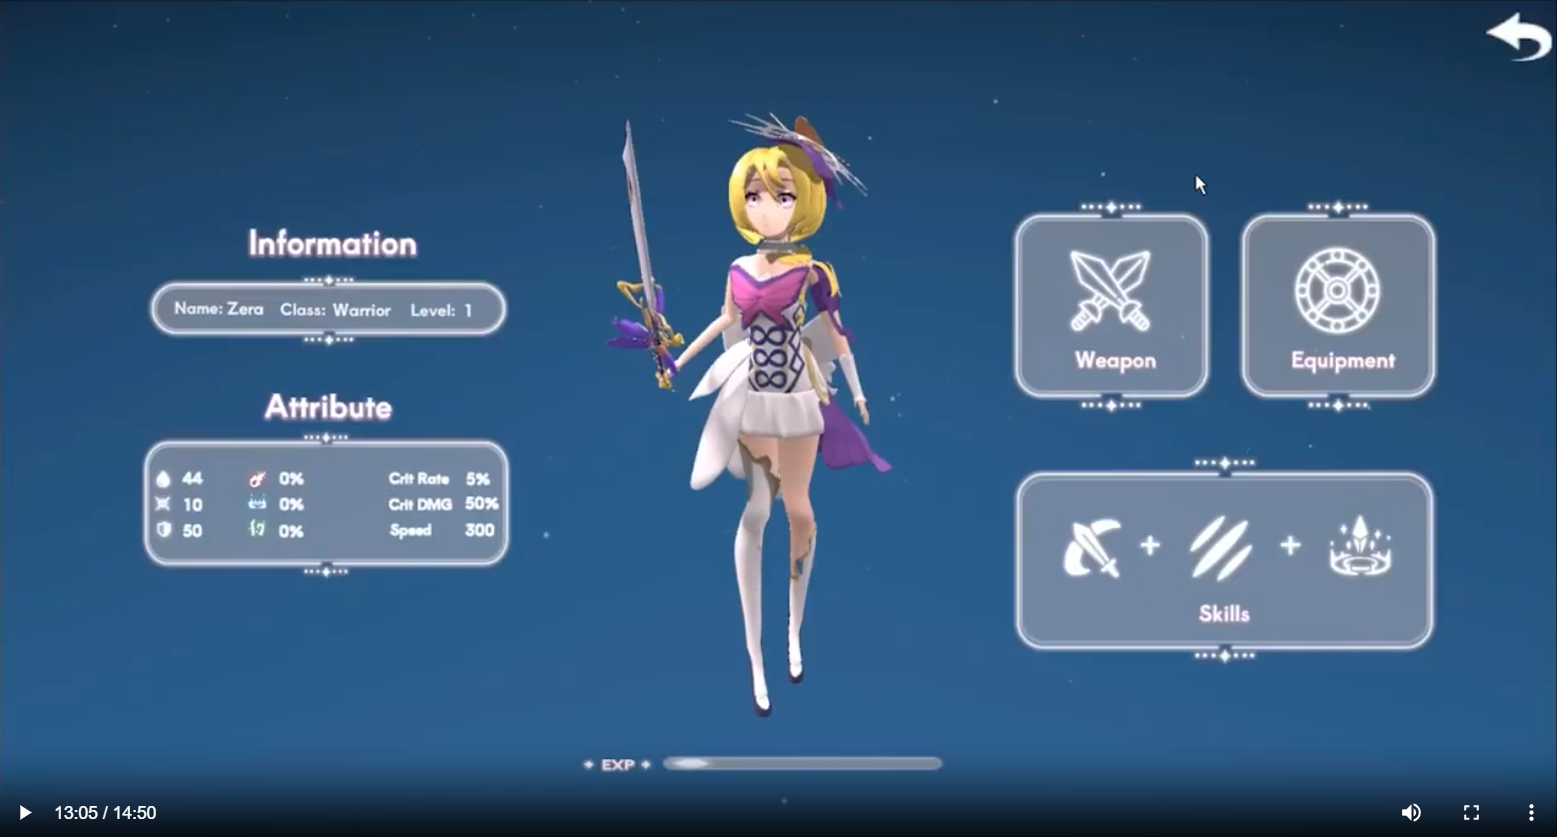 Information
Name: Zera Class: Warrior Level: 1
Attribute
44 0% Crit Rate 5%
10 0% Crit DMG 50%
50 0% Speed 300
Weapon
Equipment
+ +
Skills
EXP
13:05 / 14:50